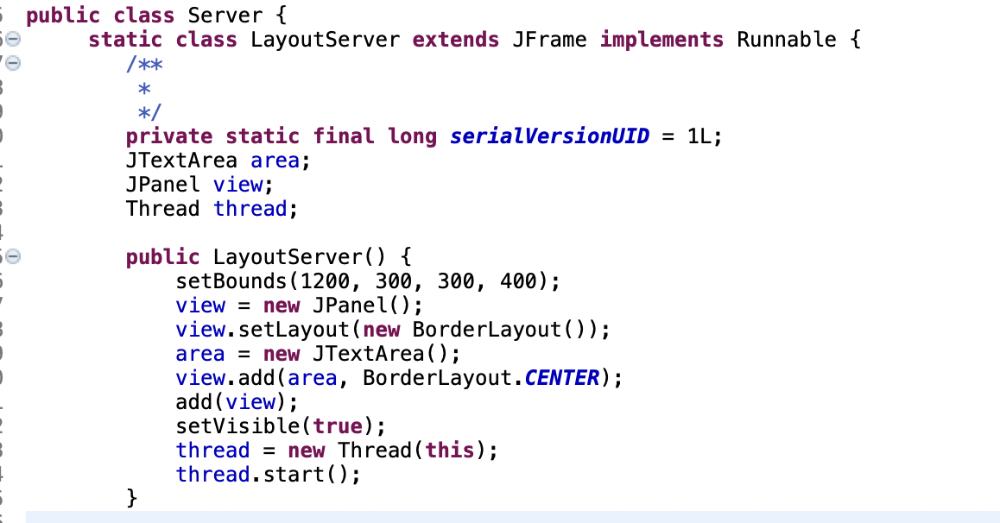 public class Server {
static class LayoutServer extends JFrame implements Runnable {
/**
*
*/
private static final long serialVersionUID = 1L;
JTextArea area;
JPanel view;
Thread thread;
public LayoutServer() {
setBounds(1200, 300, 300, 400);
view = new JPanel();
view.setLayout(new BorderLayout());
area = new JTextArea();
view.add(area, BorderLayout.CENTER);
add(view);
setVisible(true);
thread = new Thread(this);
thread.start();
}